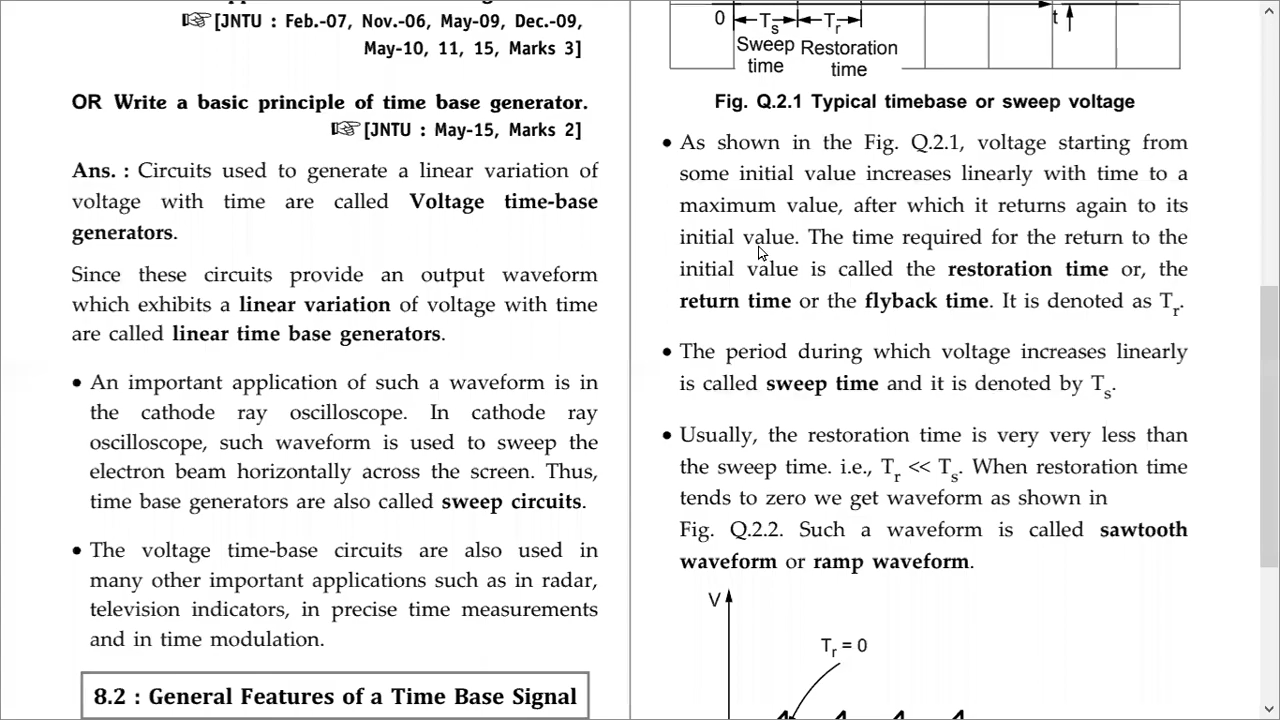 ☞[JNTU : Feb.-07, Nov.-06, May-09, Dec.-09,
May-10, 11, 15, Marks 3]
OR Write a basic principle of time base generator.
☞[JNTU : May-15, Marks 2]
Ans. : Circuits used to generate a linear variation of
voltage with time are called Voltage time-base
generators.
Since these circuits provide an output waveform
which exhibits a linear variation of voltage with time
are called linear time base generators.
• An important application of such a waveform is in
the cathode ray oscilloscope. In cathode ray
oscilloscope, such waveform is used to sweep the
electron beam horizontally across the screen. Thus,
time base generators are also called sweep circuits.
• The voltage time-base circuits are also used in
many other important applications such as in radar,
television indicators, in precise time measurements
and in time modulation.
8.2 : General Features of a Time Base Signal
0 Ts Tr t
Sweep time
Restoration time
Fig. Q.2.1 Typical timebase or sweep voltage
• As shown in the Fig. Q.2.1, voltage starting from
some initial value increases linearly with time to a
maximum value, after which it returns again to its
initial value. The time required for the return to the
initial value is called the restoration time or, the
return time or the flyback time. It is denoted as Tr.
• The period during which voltage increases linearly
is called sweep time and it is denoted by Ts.
• Usually, the restoration time is very very less than
the sweep time. i.e., Tr << Ts. When restoration time
tends to zero we get waveform as shown in
Fig. Q.2.2. Such a waveform is called sawtooth
waveform or ramp waveform.
V
Tr = 0